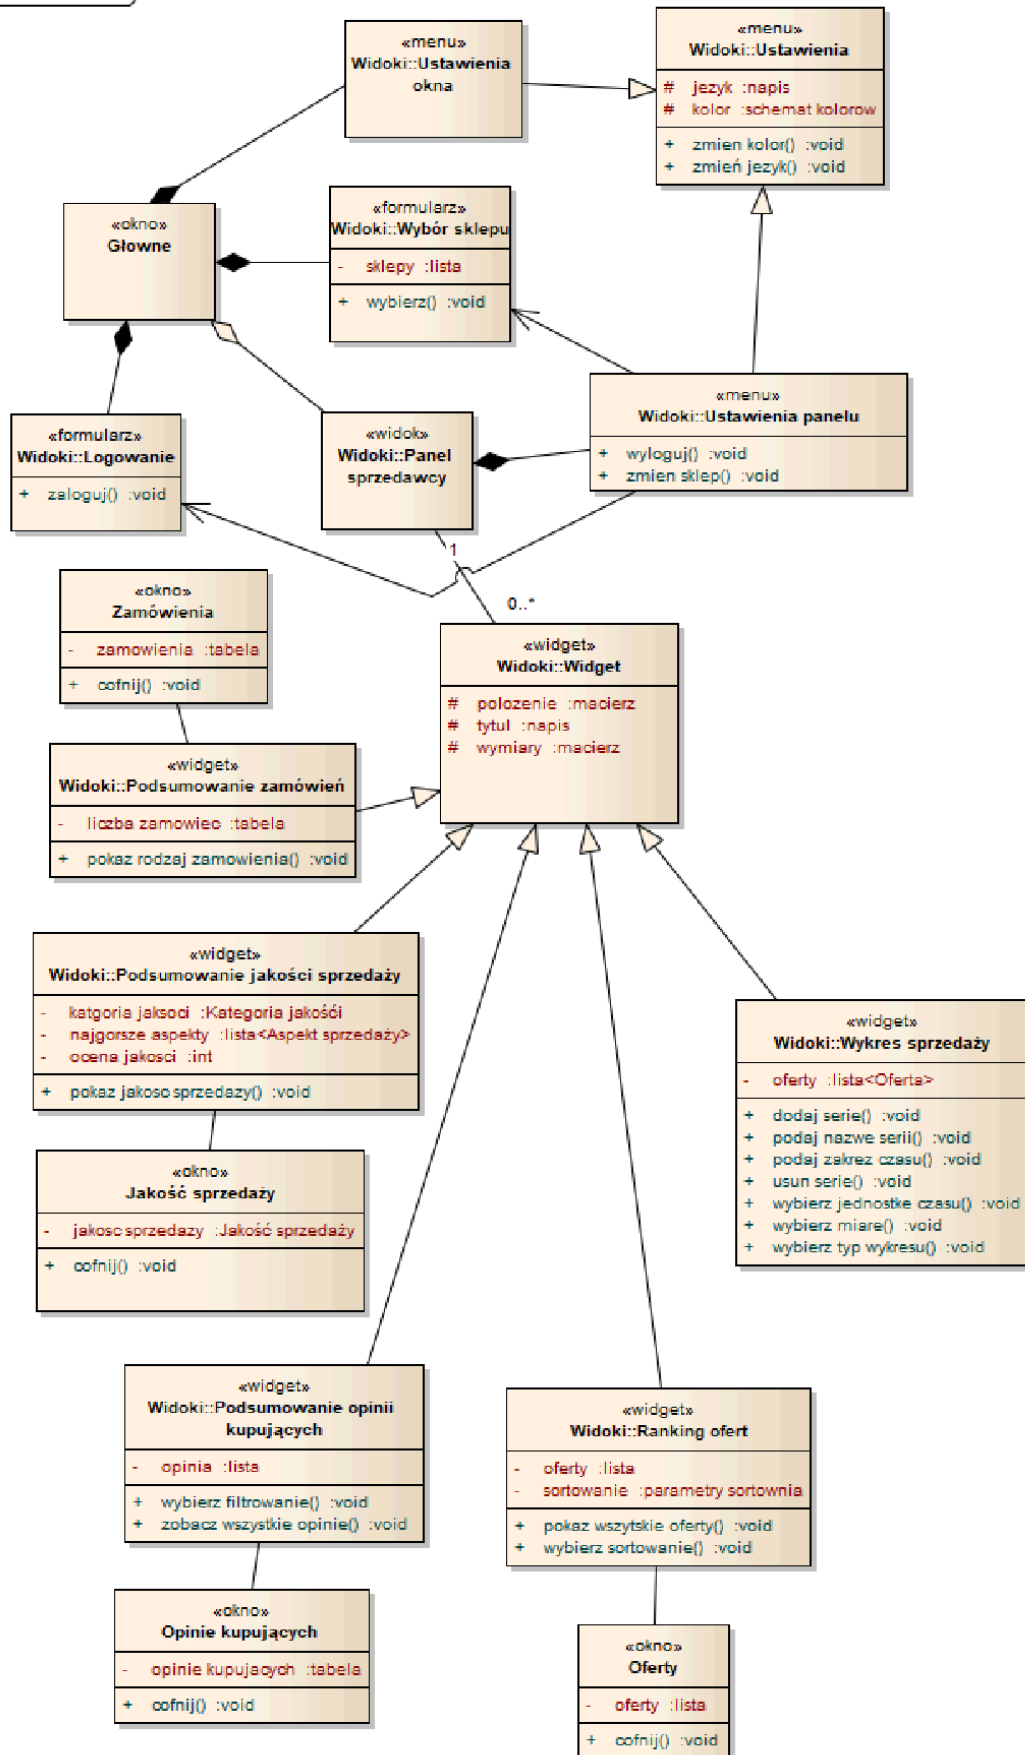 «menu»
Widoki::Ustawienia
okna
«menu»
Widoki::Ustawienia
# jezyk :napis
# kolor :schemat kolorow
+ zmien kolor() :void
+ zmień jezyk() :void
«okno»
Głowne
«formularz»
Widoki::Wybór sklepu
- sklepy :lista
+ wybierz() :void
«menu»
Widoki::Ustawienia panelu
+ wyloguj() :void
+ zmien sklep() :void
«formularz»
Widoki::Logowanie
+ zaloguj() :void
«widok»
Widoki::Panel
sprzedawcy
1
0..*
«okno»
Zamówienia
- zamowienia :tabela
+ cofnij() :void
«widget»
Widoki::Widget
# polozenie :macierz
# tytul :napis
# wymiary :macierz
«widget»
Widoki::Podsumowanie zamówień
- liczba zamowiec :tabela
+ pokaz rodzaj zamowienia() :void
«widget»
Widoki::Podsumowanie jakości sprzedaży
- katgoria jaksoci :Kategoria jakośći
- najgorsze aspekty :lista<Aspekt sprzedaży>
- ocena jakosci :int
+ pokaz jakosc sprzedazy() :void
«widget»
Widoki::Wykres sprzedaży
- oferty :lista<Oferta>
+ dodaj serie() :void
+ podaj nazwe serii() :void
+ podaj zakrez czasu() :void
+ usun serie() :void
+ wybierz jednostke czasu() :void
+ wybierz miare() :void
+ wybierz typ wykresu() :void
«okno»
Jakość sprzedaży
- jakosc sprzedazy :Jakość sprzedaży
+ cofnij() :void
«widget»
Widoki::Podsumowanie opinii
kupujących
- opinia :lista
+ wybierz filtrowanie() :void
+ zobacz wszystkie opinie() :void
«widget»
Widoki::Ranking ofert
- oferty :lista
- sortowanie :parametry sortownia
+ pokaz wszytskie oferty() :void
+ wybierz sortowanie() :void
«okno»
Opinie kupujących
- opinie kupujacych :tabela
+ cofnij() :void
«okno»
Oferty
- oferty :lista
+ cofnij() :void